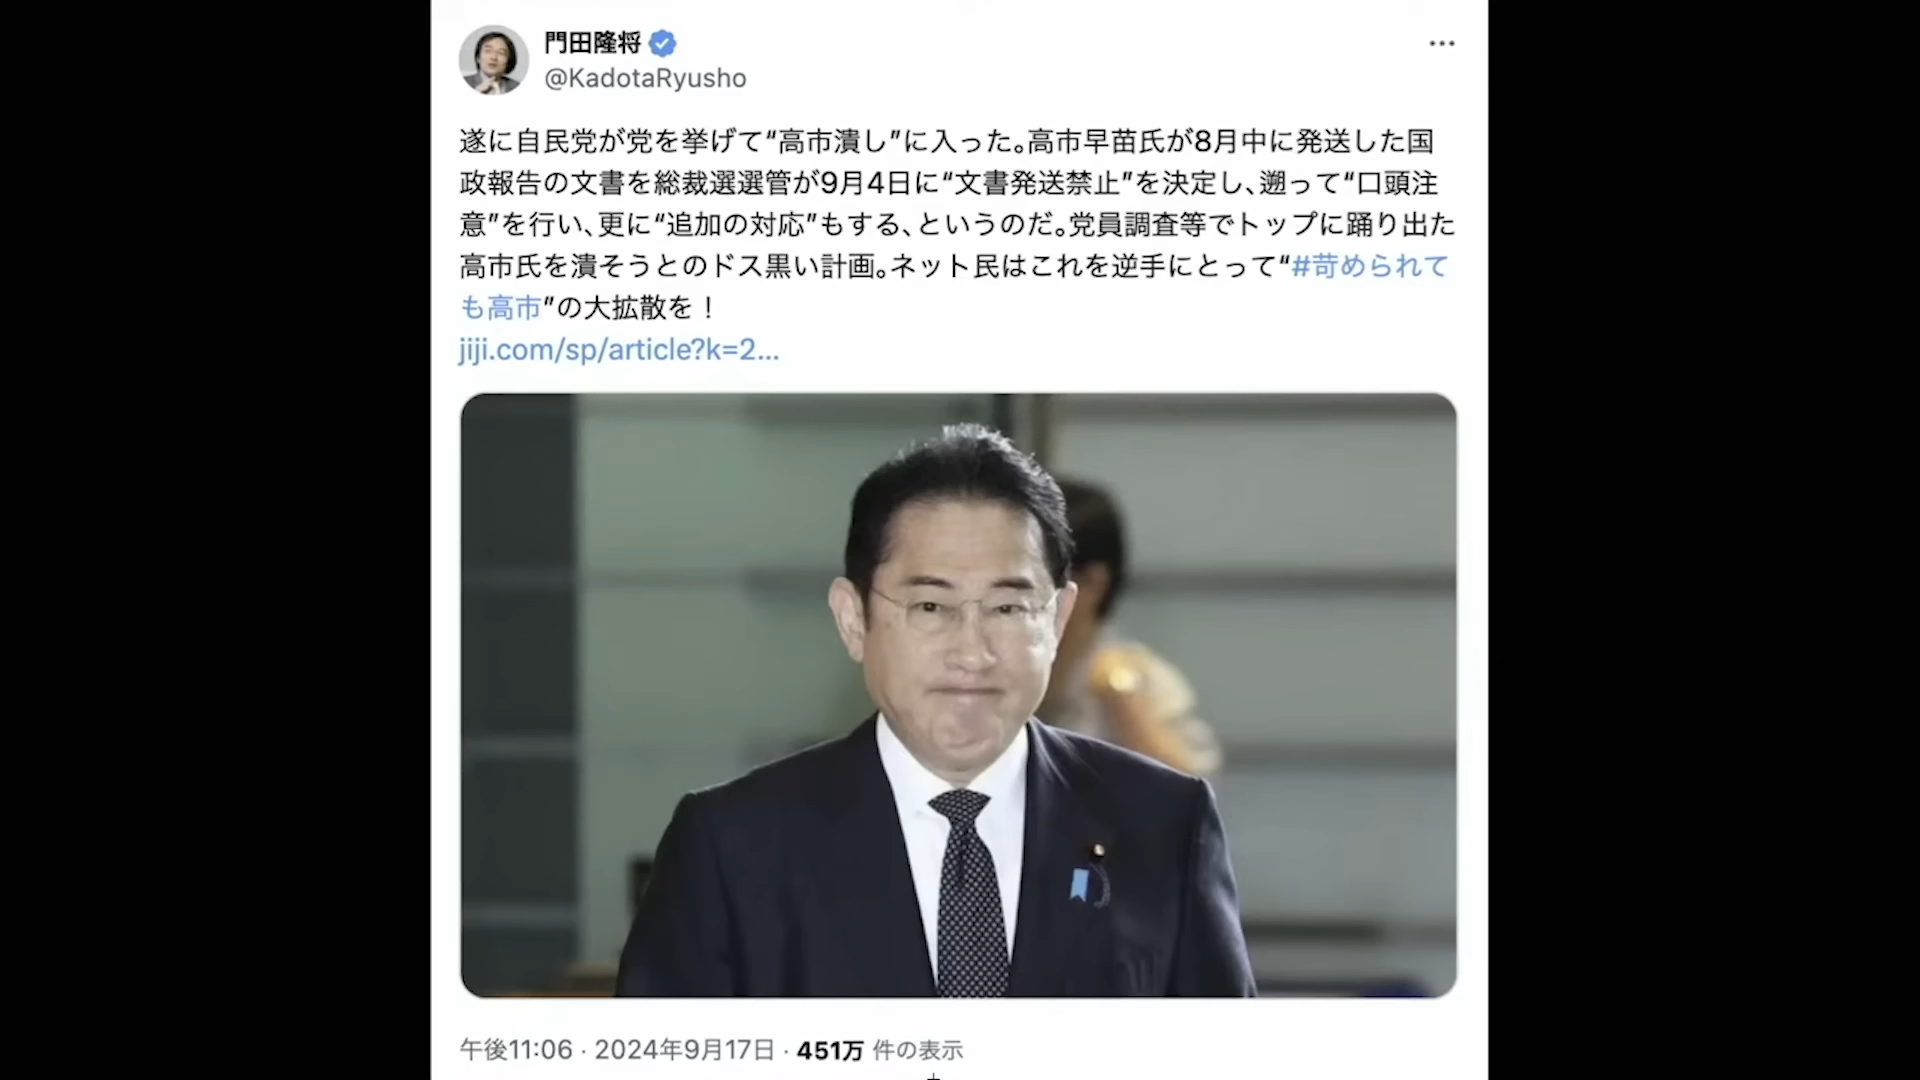 門田隆将
@KadotaRyusho
遂に自民党が党を挙げて“高市潰し”に入った。高市早苗氏が8月中に発送した国
政報告の文書を総裁選選管が9月4日に“文書発送禁止”を決定し、遡って“口頭注
意”を行い、更に“追加の対応”もする、というのだ。党員調査等でトップに踊り出た
高市氏を潰そうとのドス黒い計画。ネット民はこれを逆手にとって“#苛められて
も高市”の大拡散を！
jiji.com/sp/article?k=2...
午後11:06 · 2024年9月17日 · 451万 件の表示